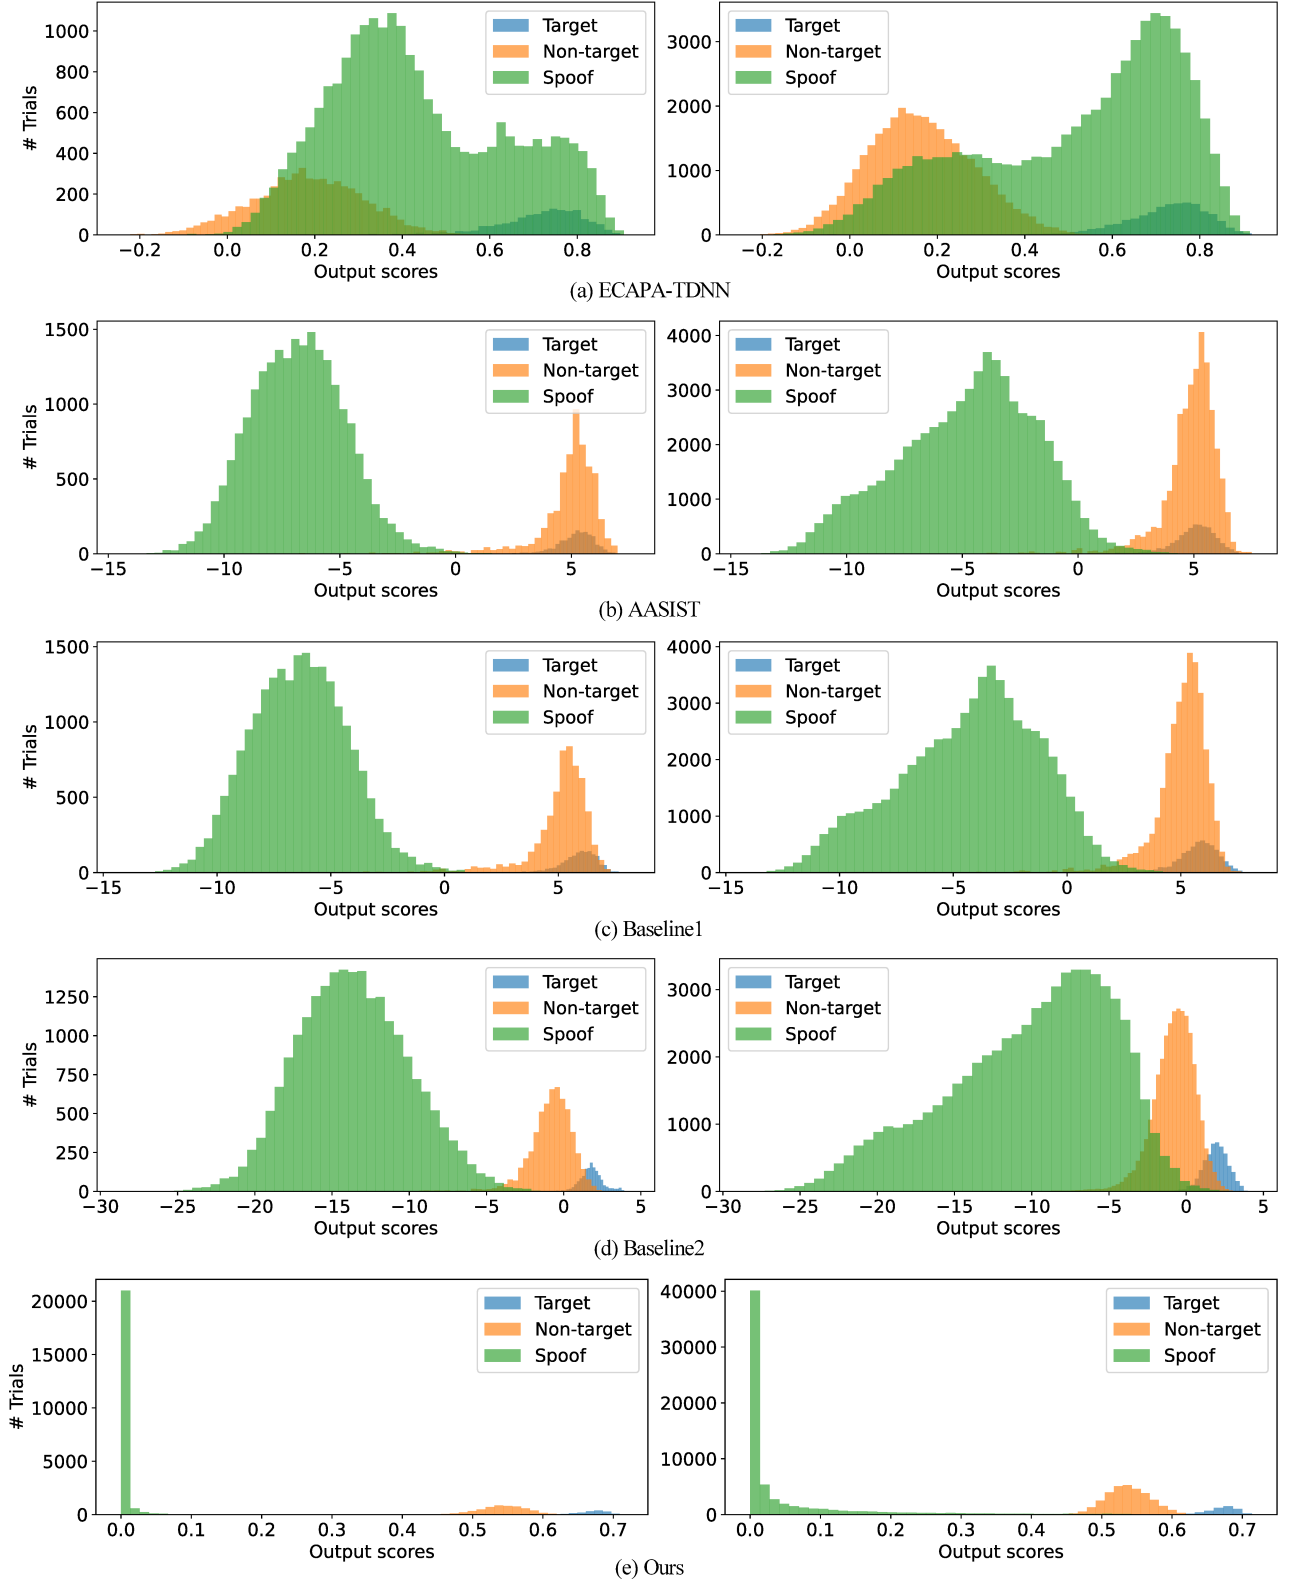 1000
800
600
400
200
0
# Trials
−0.2 0.0 0.2 0.4 0.6 0.8
Output scores
Target
Non-target
Spoof
3000
2000
1000
0
−0.2 0.0 0.2 0.4 0.6 0.8
Output scores
Target
Non-target
Spoof
(a) ECAPA-TDNN
1500
1000
500
0
# Trials
−15 −10 −5 0 5
Output scores
Target
Non-target
Spoof
4000
3000
2000
1000
0
−15 −10 −5 0 5
Output scores
Target
Non-target
Spoof
(b) AASIST
1500
1000
500
0
# Trials
−15 −10 −5 0 5
Output scores
Target
Non-target
Spoof
4000
3000
2000
1000
0
−15 −10 −5 0 5
Output scores
Target
Non-target
Spoof
(c) Baseline1
1250
1000
750
500
250
0
# Trials
−30 −25 −20 −15 −10 −5 0 5
Output scores
Target
Non-target
Spoof
3000
2000
1000
0
−30 −25 −20 −15 −10 −5 0 5
Output scores
Target
Non-target
Spoof
(d) Baseline2
20000
15000
10000
5000
0
# Trials
0.0 0.1 0.2 0.3 0.4 0.5 0.6 0.7
Output scores
Target
Non-target
Spoof
40000
30000
20000
10000
0
0.0 0.1 0.2 0.3 0.4 0.5 0.6 0.7
Output scores
Target
Non-target
Spoof
(e) Ours